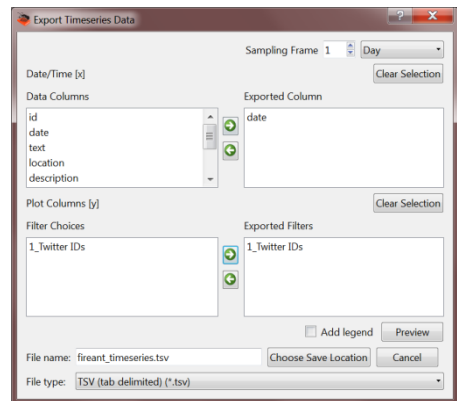 Export Timeseries Data
Sampling Frame 1 Day
Date/Time [x] Clear Selection
Data Columns Exported Column
id date
date
text
location
description
Plot Columns [y] Clear Selection
Filter Choices Exported Filters
1_Twitter IDs 1_Twitter IDs
Add legend Preview
File name: fireant_timeseries.tsv Choose Save Location Cancel
File type: TSV (tab delimited) (*.tsv)